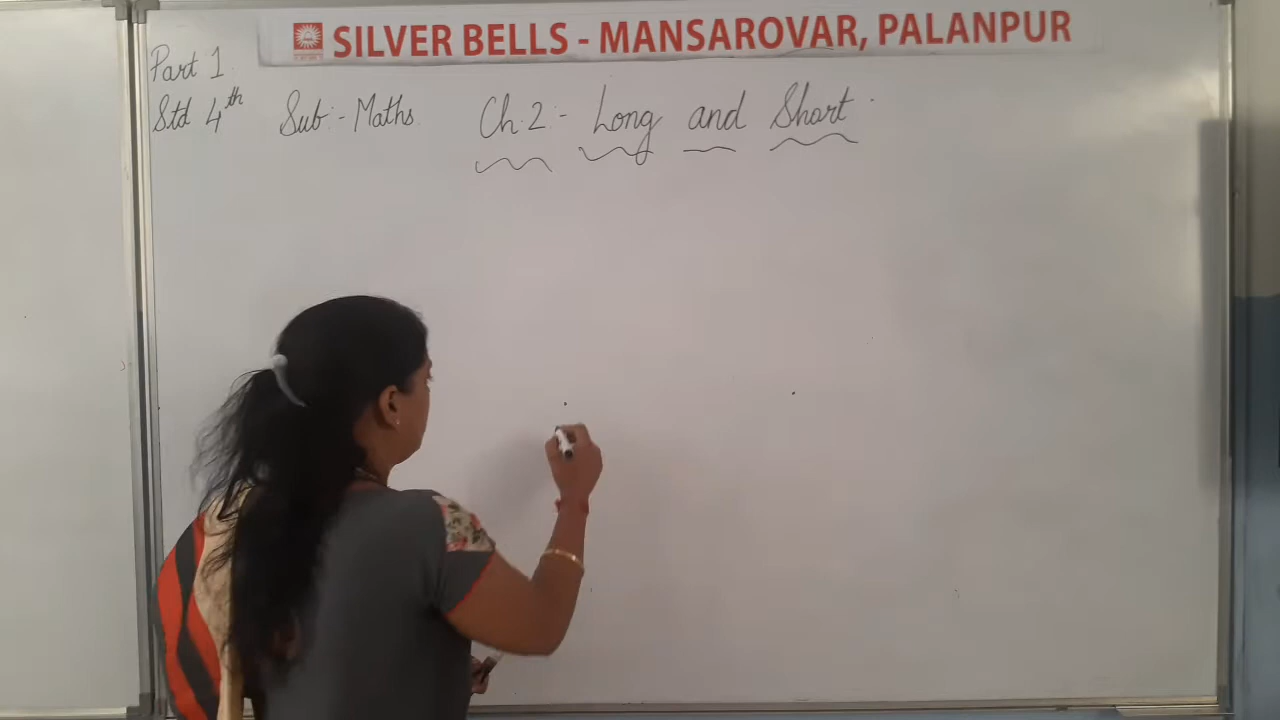 SILVER BELLS - MANSAROVAR, PALANPUR
Part 1
Std 4th Sub:- Maths Ch.2:- Long and Short.